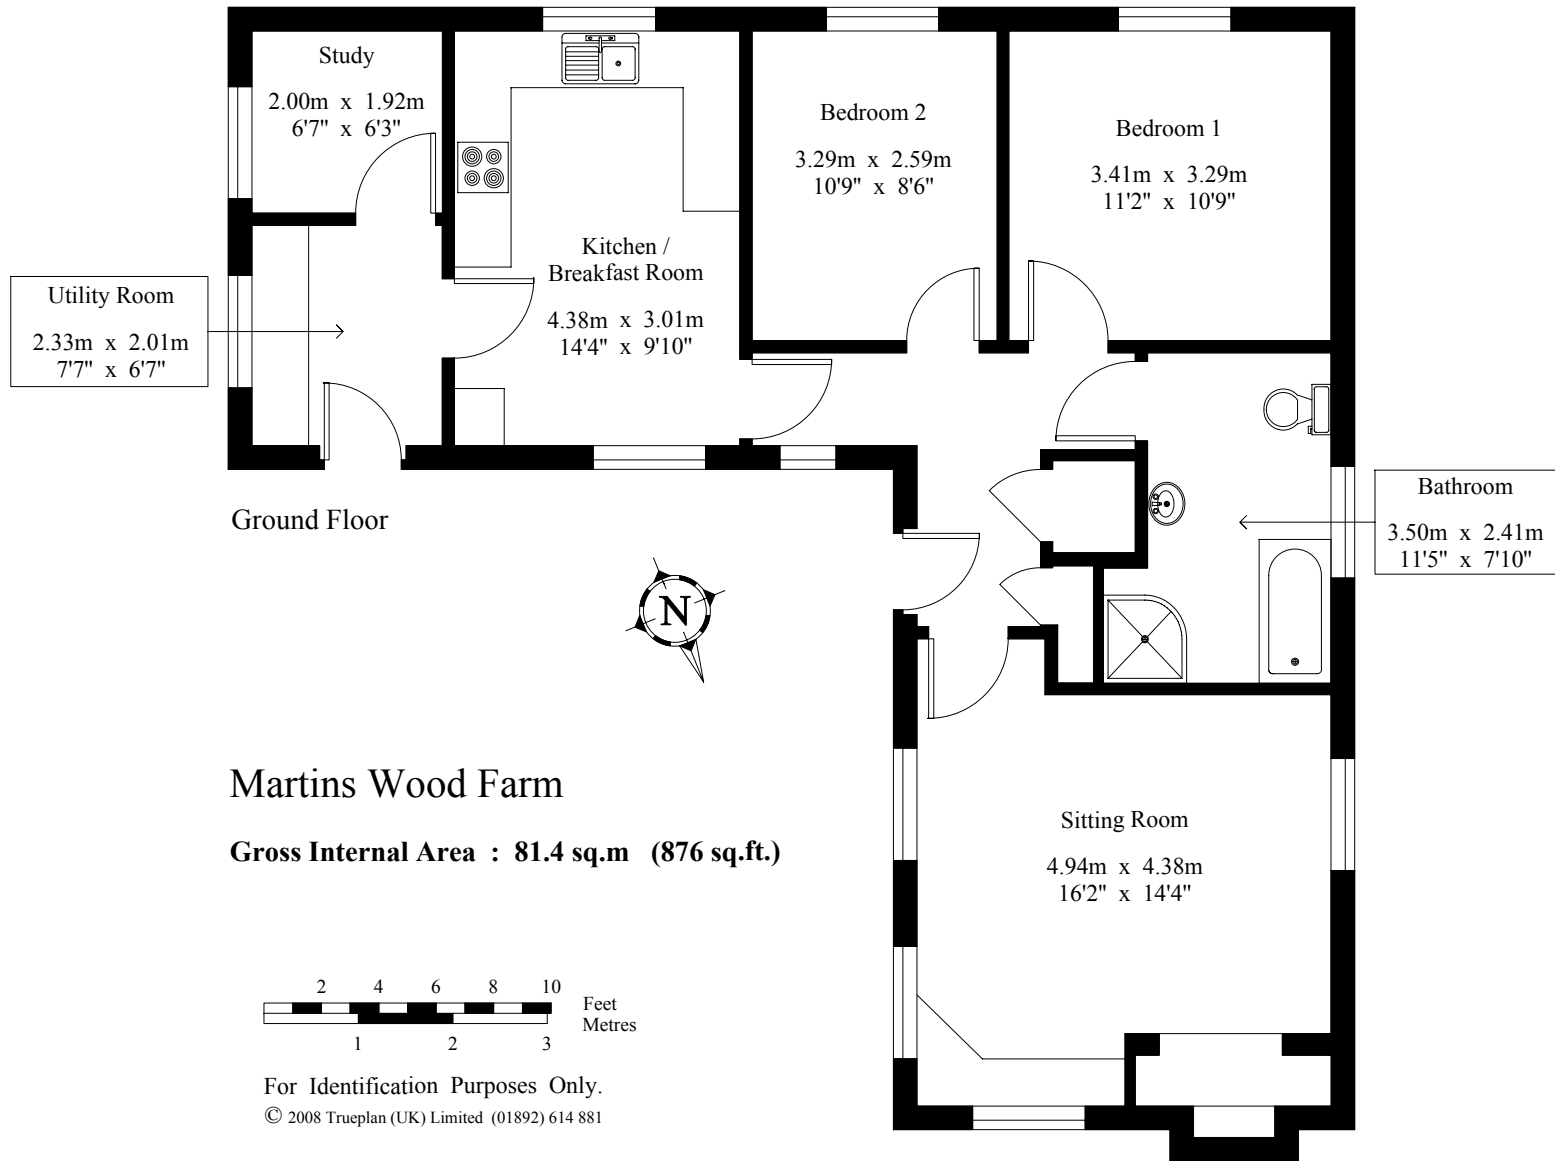 Study
2.00m x 1.92m
6'7" x 6'3"
Bedroom 2
3.29m x 2.59m
10'9" x 8'6"
Bedroom 1
3.41m x 3.29m
11'2" x 10'9"
Kitchen /
Breakfast Room
4.38m x 3.01m
14'4" x 9'10"
Utility Room
2.33m x 2.01m
7'7" x 6'7"
Bathroom
3.50m x 2.41m
11'5" x 7'10"
Ground Floor
N
Martins Wood Farm
Gross Internal Area : 81.4 sq.m (876 sq.ft.)
Sitting Room
4.94m x 4.38m
16'2" x 14'4"
2 4 6 8 10
Feet
Metres
1 2 3
For Identification Purposes Only.
© 2008 Trueplan (UK) Limited (01892) 614 881